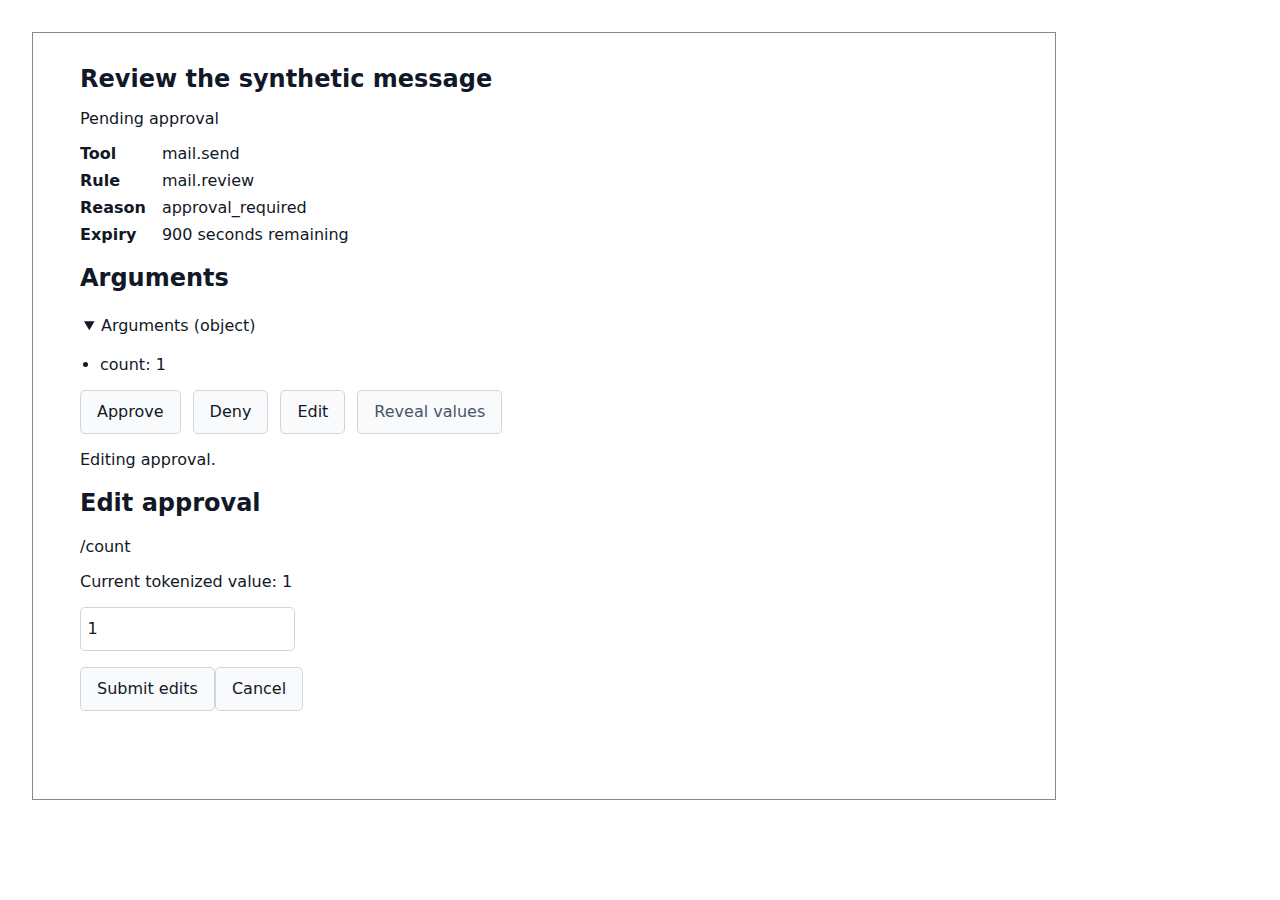 Review the synthetic message
Pending approval
Tool mail.send
Rule mail.review
Reason approval_required
Expiry 900 seconds remaining
Arguments
Arguments (object)
count: 1
Approve Deny Edit Reveal values
Editing approval.
Edit approval
/count
Current tokenized value: 1
1
Submit edits Cancel